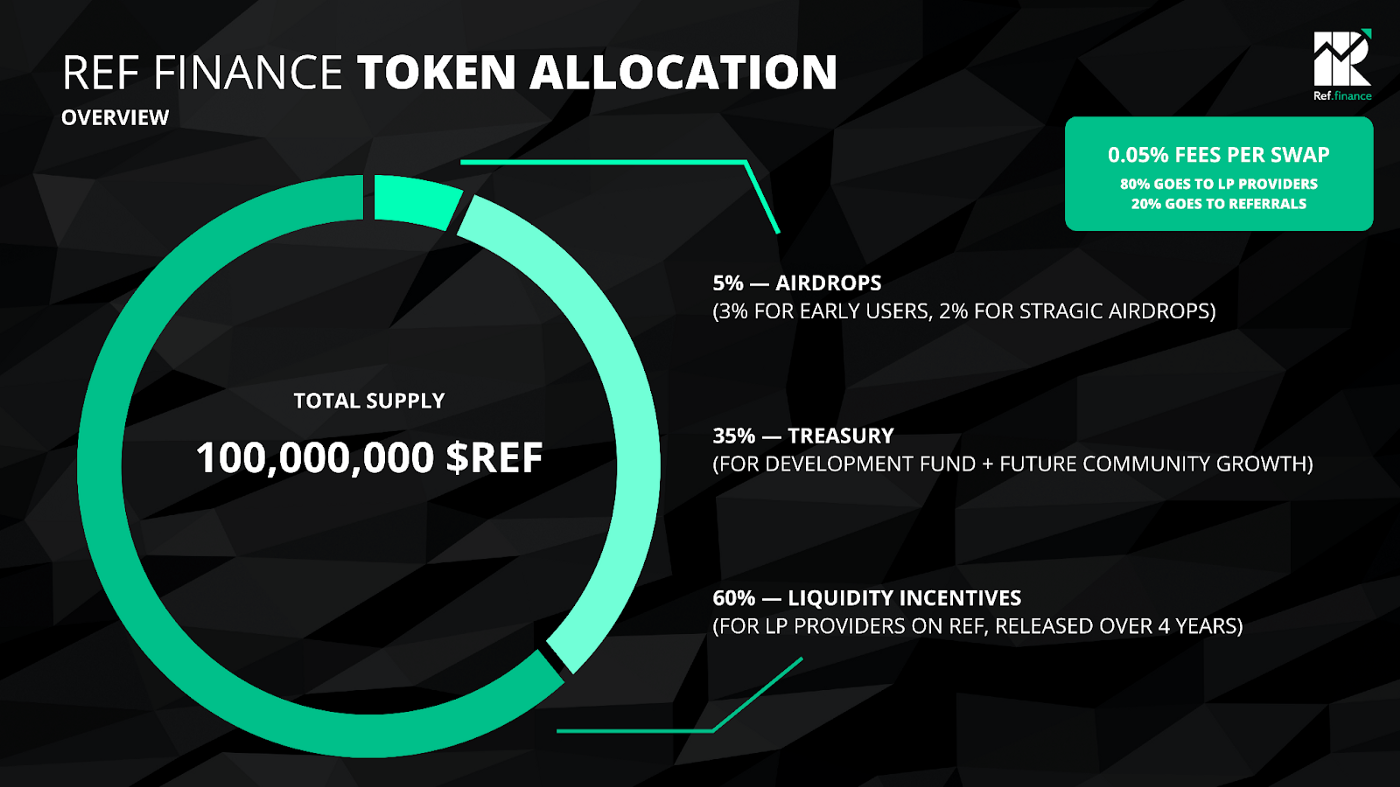 REF FINANCE TOKEN ALLOCATION
OVERVIEW
Ref.finance
0.05% FEES PER SWAP
80% GOES TO LP PROVIDERS
20% GOES TO REFERRALS
5% — AIRDROPS
(3% FOR EARLY USERS, 2% FOR STRAGIC AIRDROPS)
TOTAL SUPPLY
100,000,000 $REF
35% — TREASURY
(FOR DEVELOPMENT FUND + FUTURE COMMUNITY GROWTH)
60% — LIQUIDITY INCENTIVES
(FOR LP PROVIDERS ON REF, RELEASED OVER 4 YEARS)